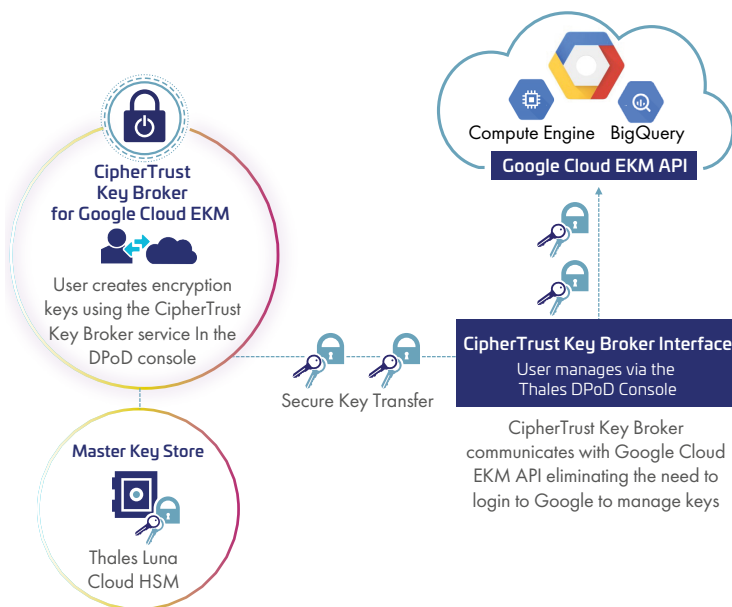 Compute Engine
BigQuery
Google Cloud EKM API
CipherTrust
Key Broker
for Google Cloud EKM
User creates encryption
keys using the CipherTrust
Key Broker service In the
DPoD console
Secure Key Transfer
CipherTrust Key Broker Interface
User manages via the
Thales DPoD Console
CipherTrust Key Broker
communicates with Google Cloud
EKM API eliminating the need to
login to Google to manage keys
Master Key Store
Thales Luna
Cloud HSM